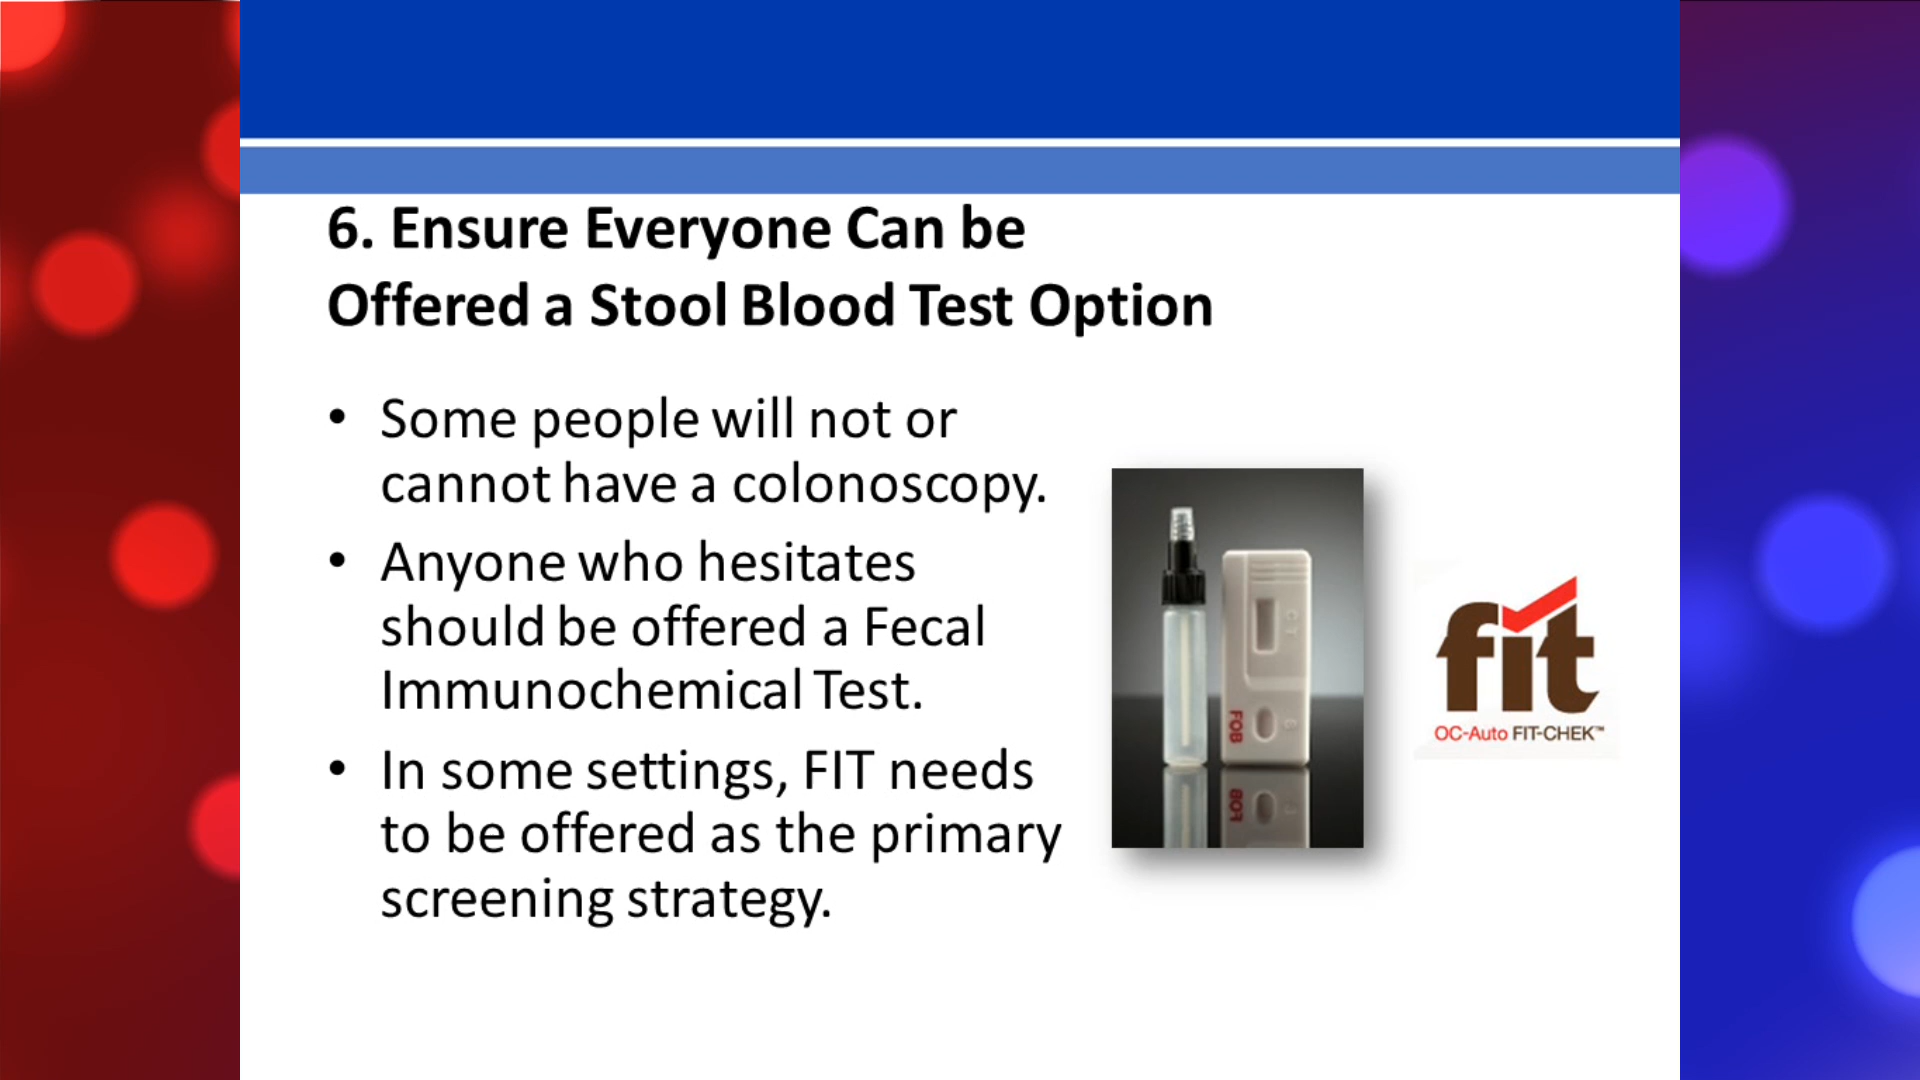 6. Ensure Everyone Can be
Offered a Stool Blood Test Option
• Some people will not or
cannot have a colonoscopy.
• Anyone who hesitates
should be offered a Fecal
Immunochemical Test.
• In some settings, FIT needs
to be offered as the primary
screening strategy.
C T
FOB
S
fit
OC-Auto FIT-CHEK™